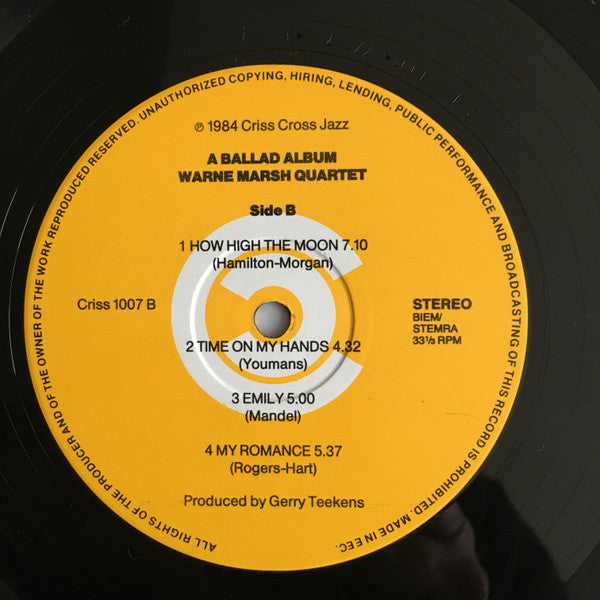 ALL RIGHTS OF THE PRODUCER AND OF THE OWNER OF THE WORK REPRODUCED RESERVED. UNAUTHORIZED COPYING, HIRING, LENDING, PUBLIC PERFORMANCE AND BROADCASTING OF THIS RECORD IS PROHIBITED. MADE IN EEC.
℗ 1984 Criss Cross Jazz
A BALLAD ALBUM
WARNE MARSH QUARTET
Side B
1 HOW HIGH THE MOON 7.10
(Hamilton-Morgan)
Criss 1007 B
STEREO
BIEM/
STEMRA
33⅓ RPM
2 TIME ON MY HANDS 4.32
(Youmans)
3 EMILY 5.00
(Mandel)
4 MY ROMANCE 5.37
(Rogers-Hart)
Produced by Gerry Teekens